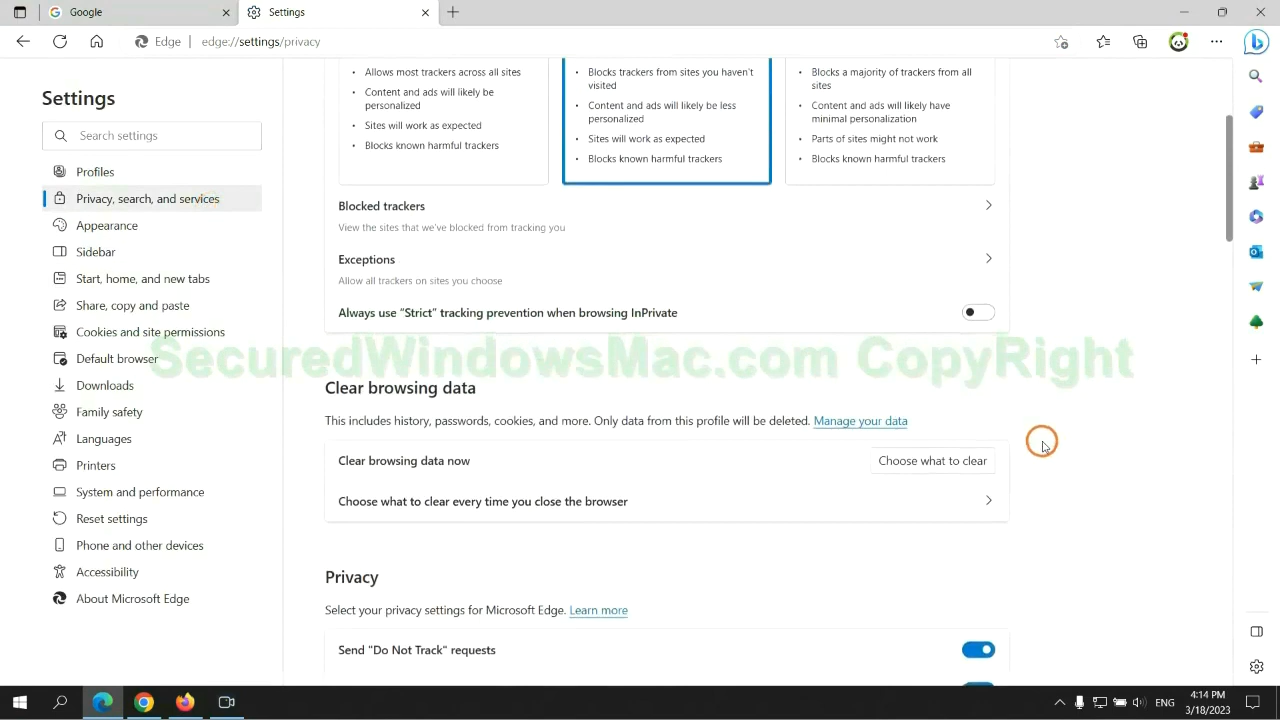 Google
Settings
Edge
edge://settings/privacy
Settings
Search settings
Profiles
Privacy, search, and services
Appearance
Sidebar
Start, home, and new tabs
Share, copy and paste
Cookies and site permissions
Default browser
Downloads
Family safety
Languages
Printers
System and performance
Reset settings
Phone and other devices
Accessibility
About Microsoft Edge
Allows most trackers across all sites
Content and ads will likely be
personalized
Sites will work as expected
Blocks known harmful trackers
Blocks trackers from sites you haven't
visited
Content and ads will likely be less
personalized
Sites will work as expected
Blocks known harmful trackers
Blocks a majority of trackers from all
sites
Content and ads will likely have
minimal personalization
Parts of sites might not work
Blocks known harmful trackers
Blocked trackers
View the sites that we've blocked from tracking you
Exceptions
Allow all trackers on sites you choose
Always use “Strict” tracking prevention when browsing InPrivate
SecuredWindowsMac.com CopyRight
Clear browsing data
This includes history, passwords, cookies, and more. Only data from this profile will be deleted. Manage your data
Clear browsing data now
Choose what to clear
Choose what to clear every time you close the browser
Privacy
Select your privacy settings for Microsoft Edge. Learn more
Send "Do Not Track" requests
ENG
4:14 PM
3/18/2023